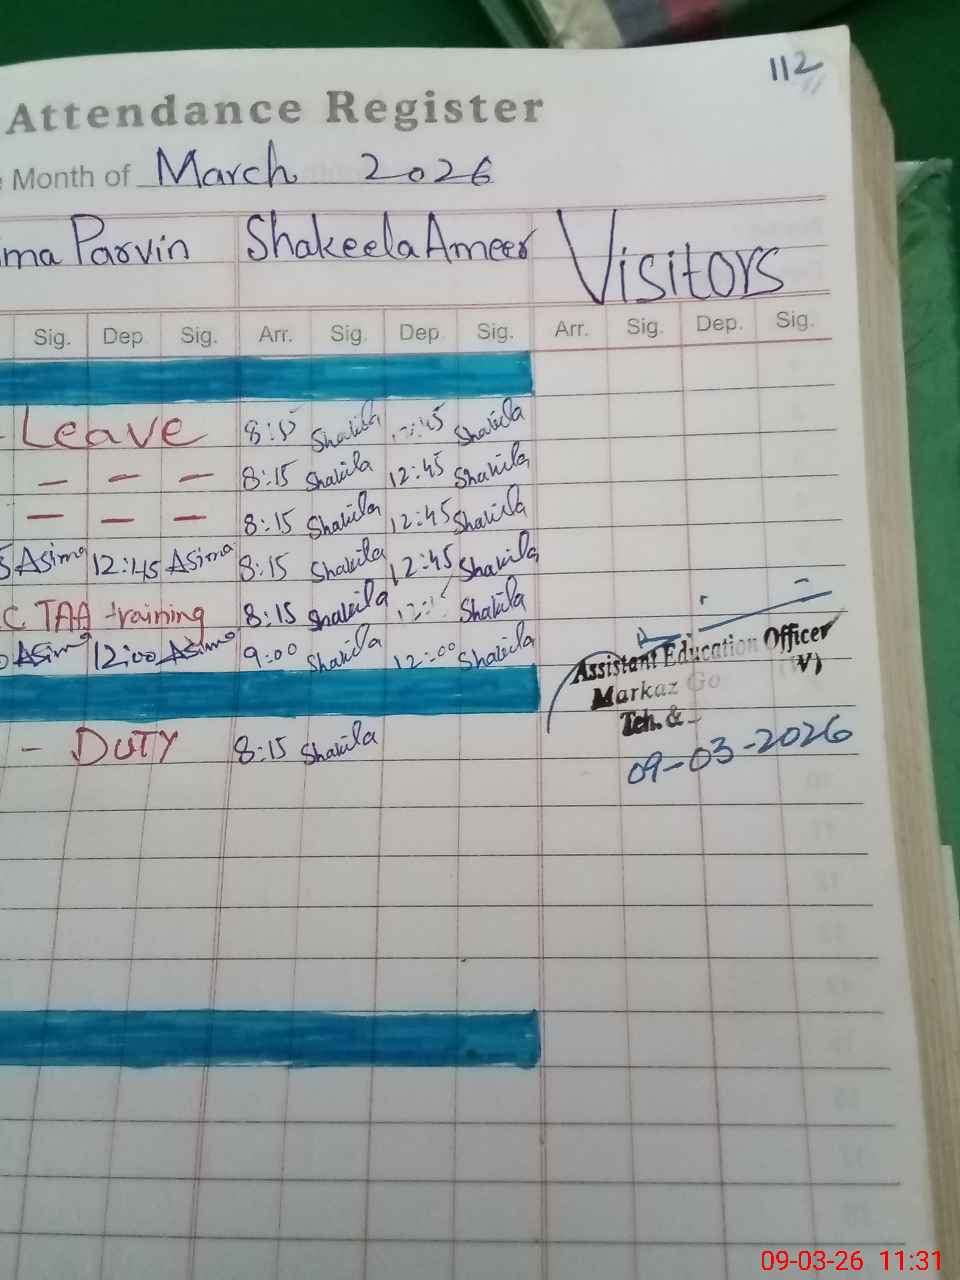 112
Attendance Register
Month of March 2026
ma Parvin Shakeela Ameer Visitors
Sig. Dep Sig. Arr. Sig. Dep. Sig. Arr. Sig. Dep. Sig.
Leave 8:15 Shakila 12:45 Shakila
— — — 8:15 Shakila 12:45 Shakila
— — — 8:15 Shakila 12:45 Shakila
5 Asima 12:45 Asima 8:15 Shakila 12:45 Shakila
C TAA training 8:15 Shakila Shakila
Asima 12:00 Asima 9:00 Shakila 12:00 Shakila
Assistant Education Officer
Markaz Go V)
Teh. &
- DUTY 8:15 Shakila
09-03-2026
09-03-26 11:31